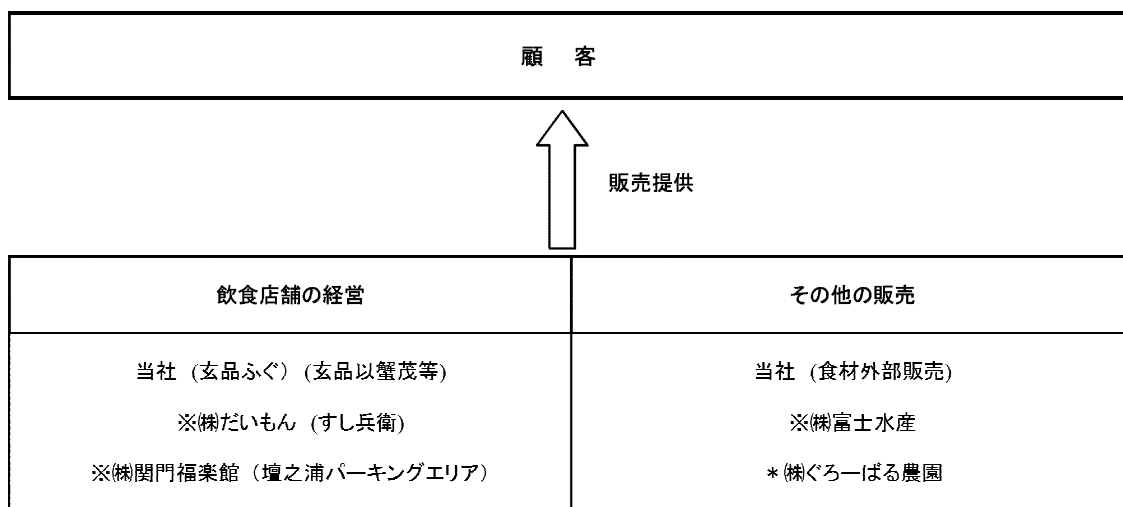 顧　客
販売提供
飲食店舗の経営
その他の販売
当社 (玄品ふぐ) (玄品以蟹茂等)
※㈱だいもん (すし兵衛)
※㈱関門福楽館 (壇之浦パーキングエリア)
当社 (食材外部販売)
※㈱富士水産
＊㈱ぐろーばる農園